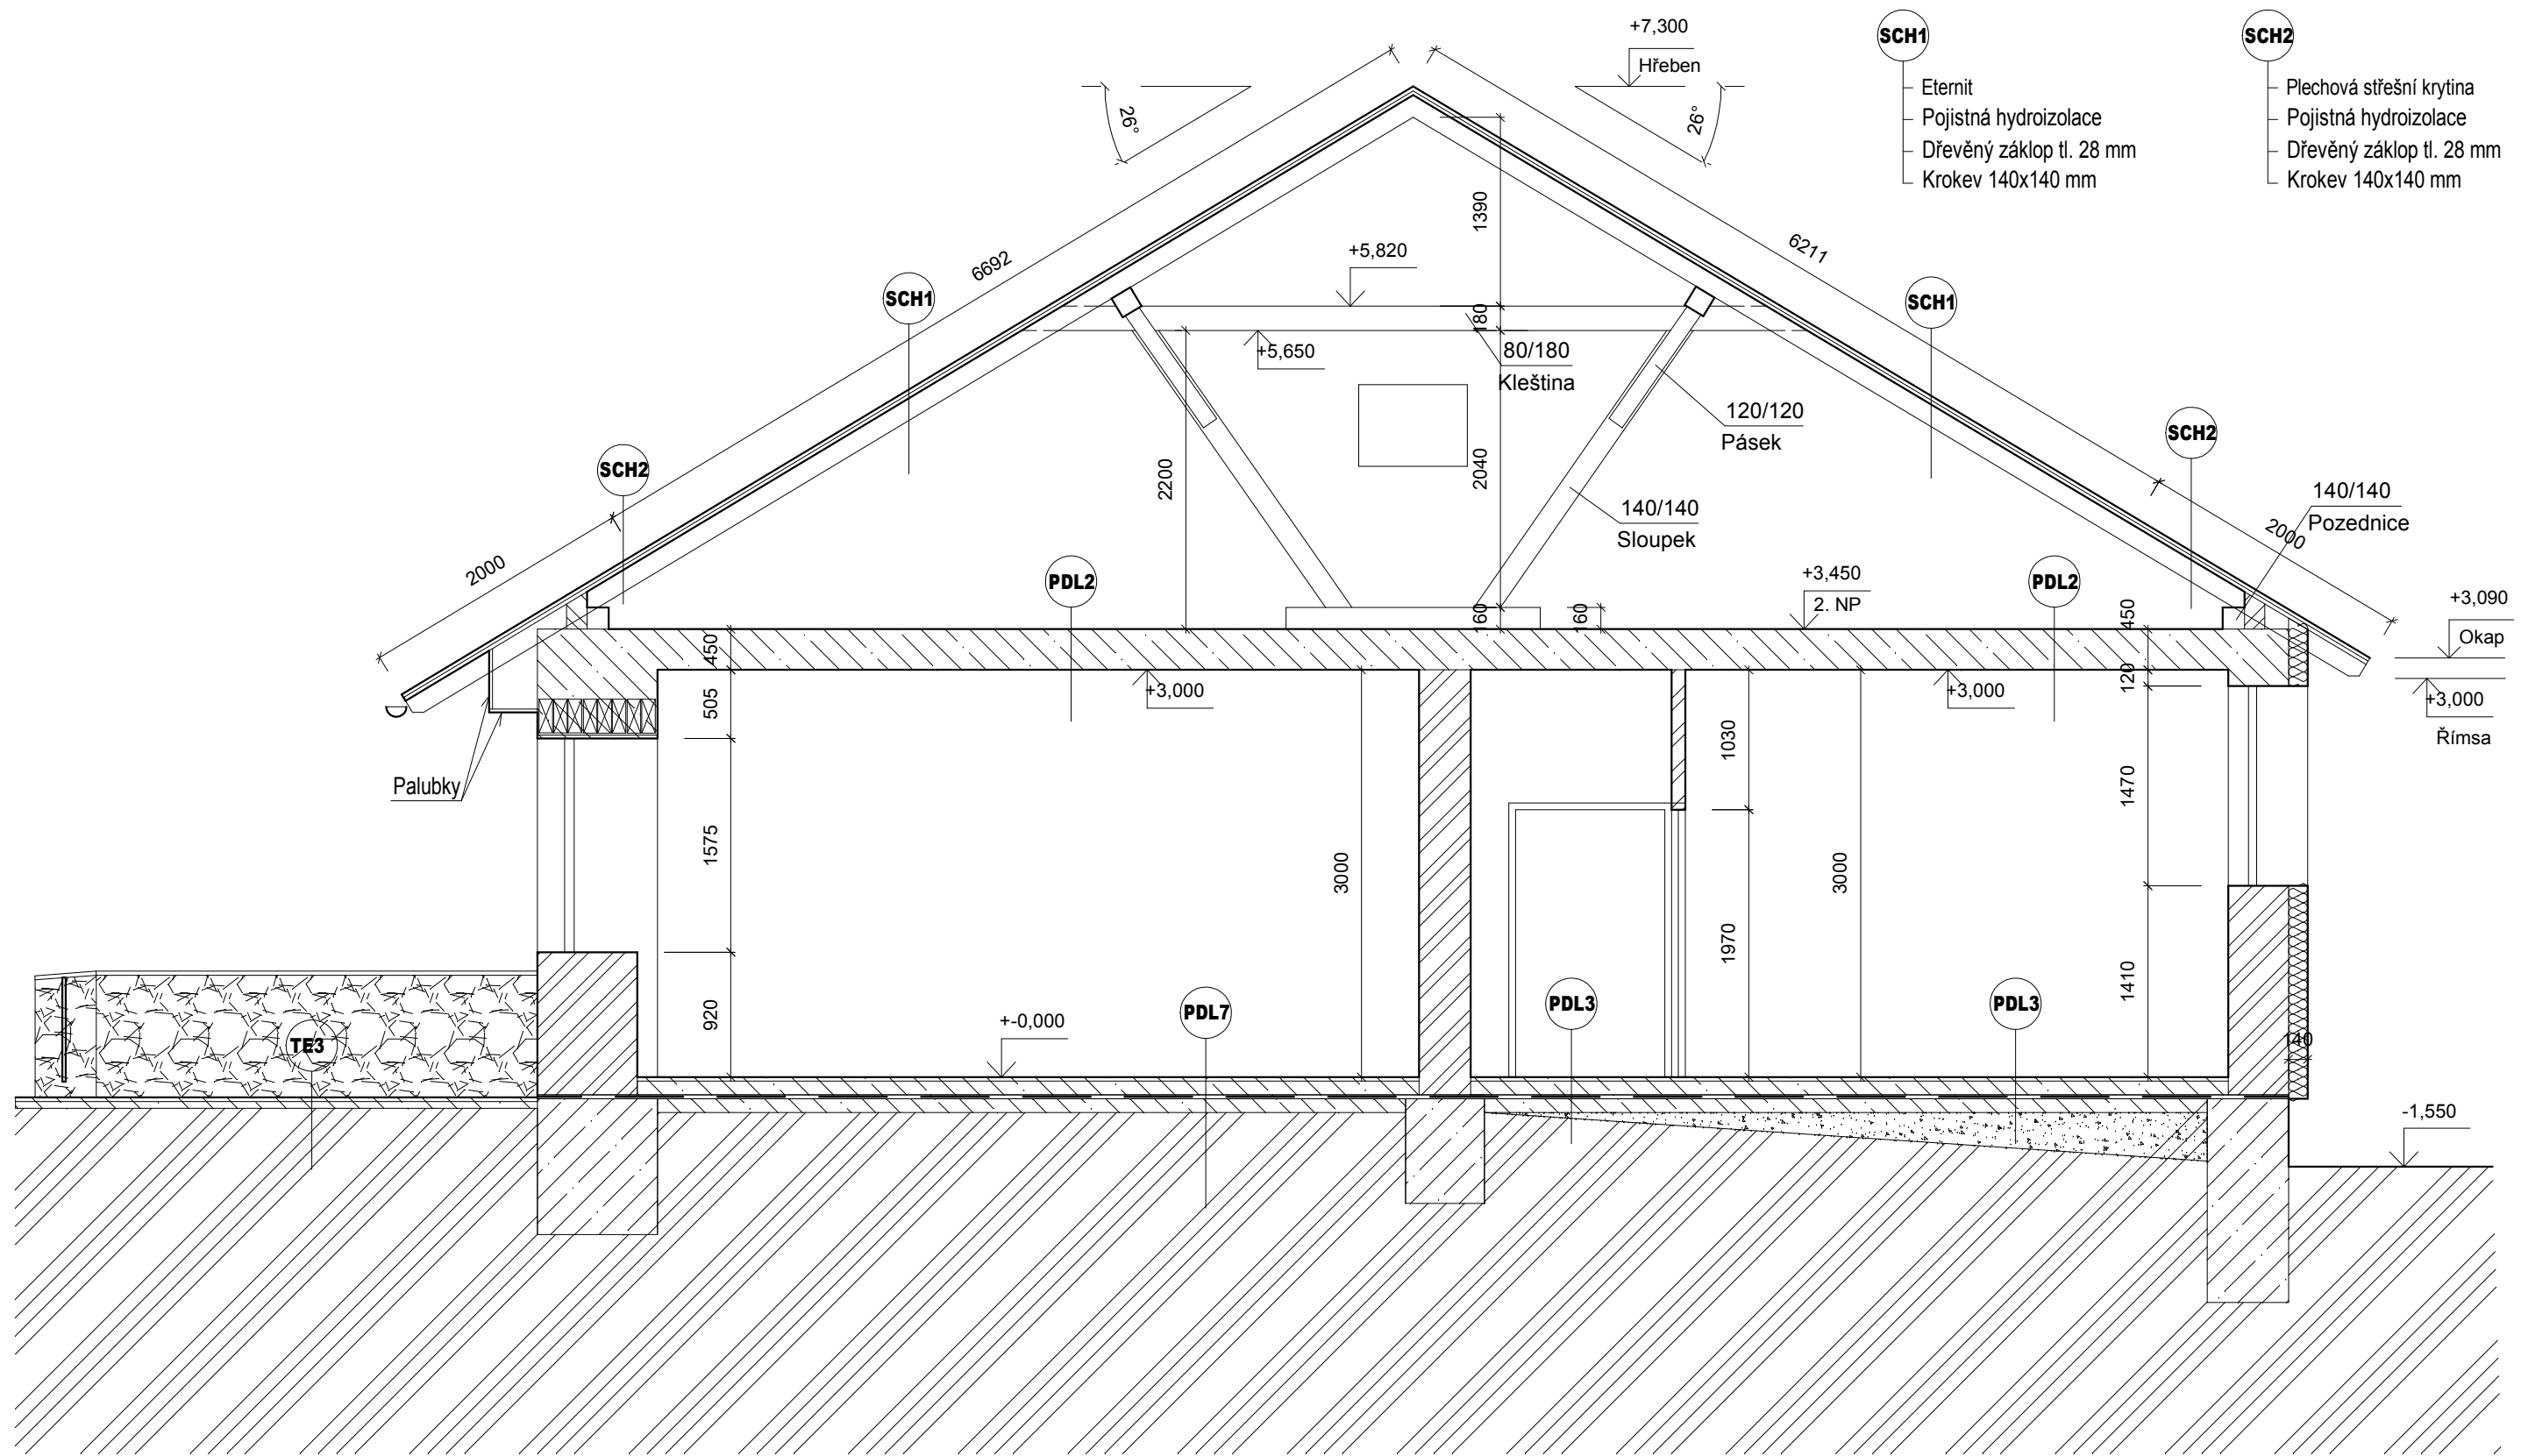 +7,300
Hřeben
26°
26°
SCH1
Eternit
Pojistná hydroizolace
Dřevěný záklop tl. 28 mm
Krokev 140x140 mm
SCH2
Plechová střešní krytina
Pojistná hydroizolace
Dřevěný záklop tl. 28 mm
Krokev 140x140 mm
6692
6211
1390
+5,820
SCH1
SCH1
180
+5,650
80/180
Kleština
120/120
Pásek
SCH2
SCH2
2200
2040
140/140
Sloupek
140/140
Pozednice
2000
2000
PDL2
PDL2
+3,450
2. NP
160
160
+3,090
Okap
450
450
120
+3,000
+3,000
+3,000
Římsa
505
1030
1470
Palubky
1575
3000
3000
1970
1410
920
TE3
+-0,000
PDL7
PDL3
PDL3
140
-1,550